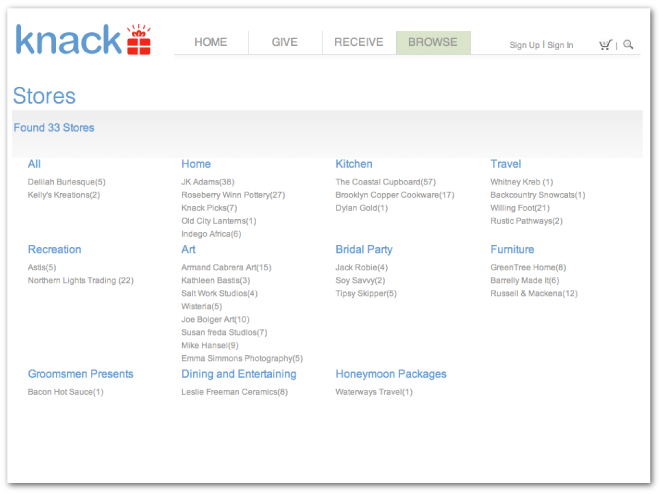 knack
HOME
GIVE
RECEIVE
BROWSE
Sign Up | Sign In
|
Stores
Found 33 Stores
All
Delilah Burlesque(5)
Kelly's Kreations(2)
Home
JK Adams(38)
Roseberry Winn Pottery(27)
Knack Picks(7)
Old City Lanterns(1)
Indego Africa(6)
Kitchen
The Coastal Cupboard(57)
Brooklyn Copper Cookware(17)
Dylan Gold(1)
Travel
Whitney Kreb (1)
Backcountry Snowcats(1)
Willing Foot(21)
Rustic Pathways(2)
Recreation
Astis(5)
Northern Lights Trading (22)
Art
Armand Cabrera Art(15)
Kathleen Bastis(3)
Salt Work Studios(4)
Wisteria(5)
Joe Bolger Art(10)
Susan freda Studios(7)
Mike Hansel(9)
Emma Simmons Photography(5)
Bridal Party
Jack Robie(4)
Soy Savvy(2)
Tipsy Skipper(5)
Furniture
GreenTree Home(8)
Barrelly Made It(6)
Russell & Mackena(12)
Groomsmen Presents
Bacon Hot Sauce(1)
Dining and Entertaining
Leslie Freeman Ceramics(8)
Honeymoon Packages
Waterways Travel(1)